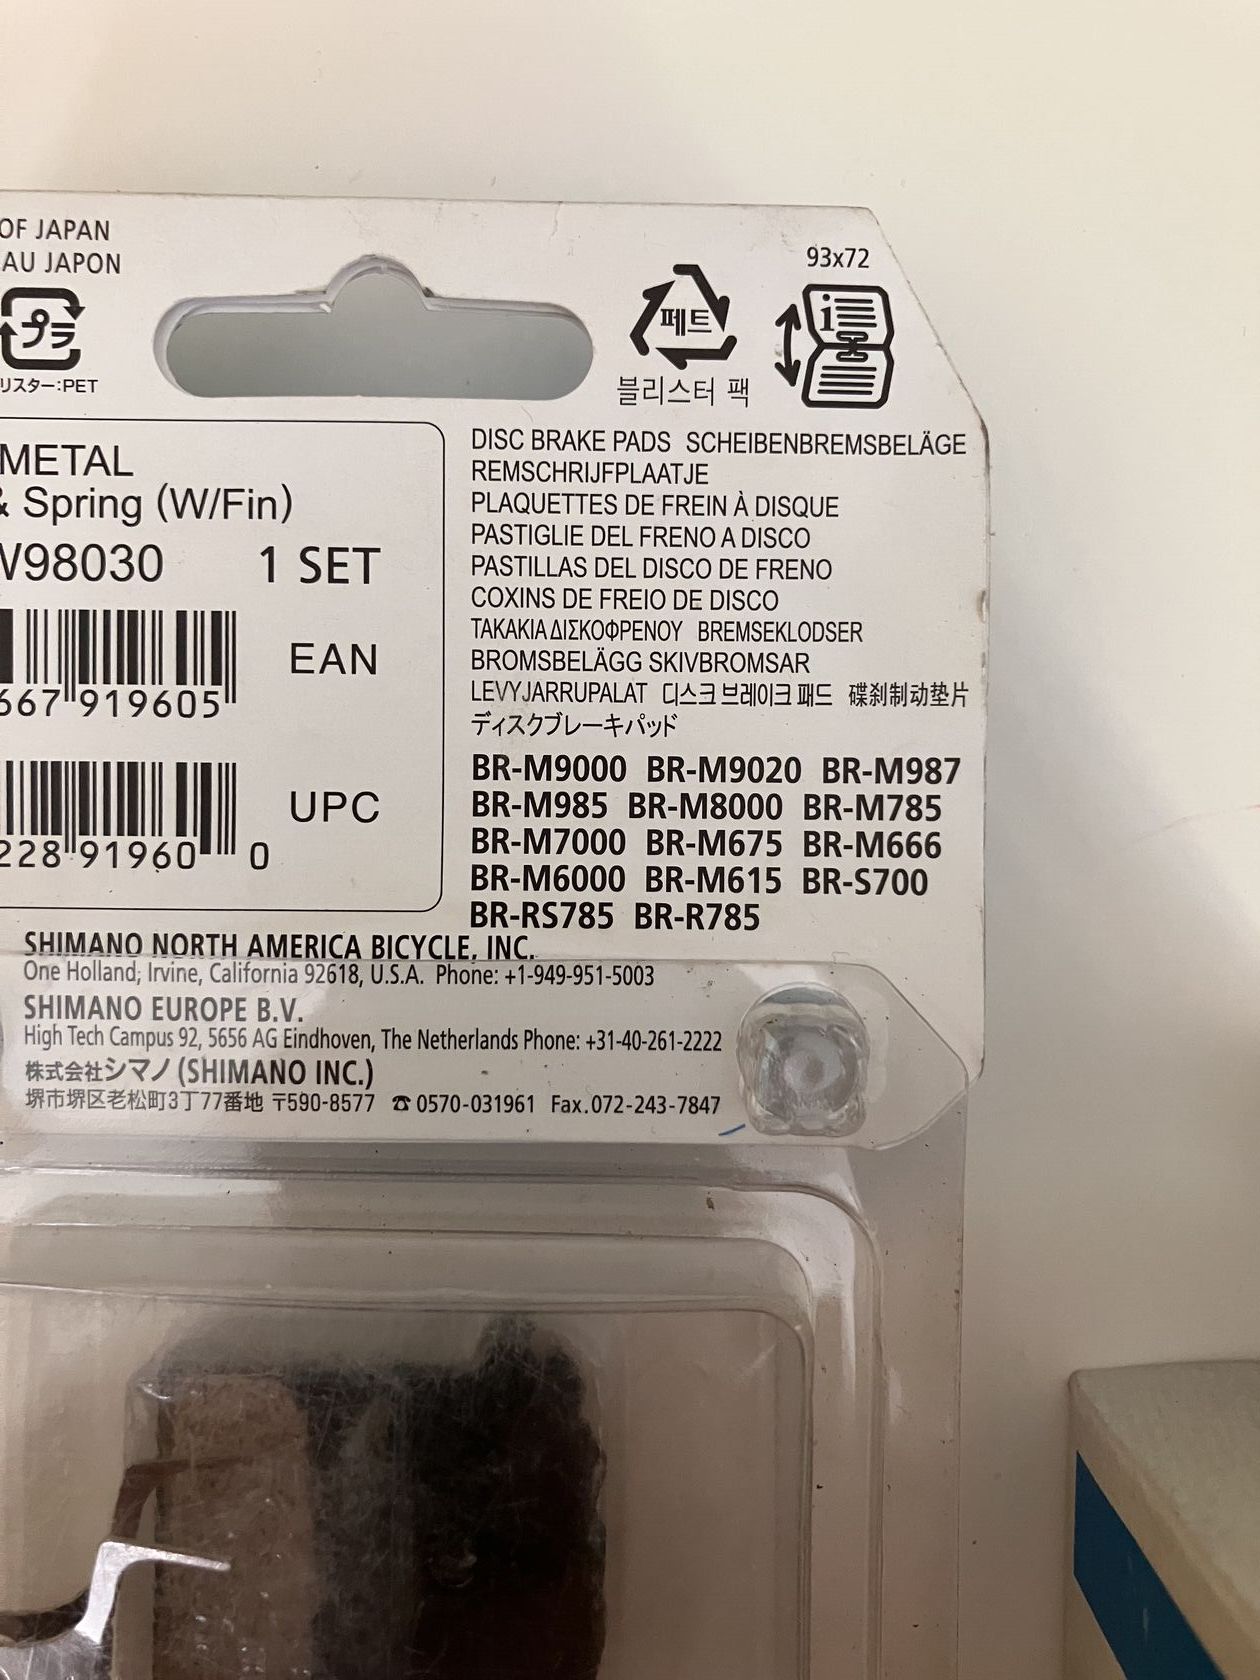 OF JAPAN
AU JAPON
プラ
リスター:PET
페트
블리스터 팩
93x72
i
METAL
& Spring (W/Fin)
98030 1 SET
667 919605
EAN
228 91960 0
UPC
DISC BRAKE PADS SCHEIBENBREMSBELÄGE
REMSCHRIJFPLAATJE
PLAQUETTES DE FREIN À DISQUE
PASTIGLIE DEL FRENO A DISCO
PASTILLAS DEL DISCO DE FRENO
COXINS DE FREIO DE DISCO
ΤΑΚΑΚΙΑ ΔΙΣΚΟΦΡΕΝΟΥ BREMSEKLODSER
BROMSBELÄGG SKIVBROMSAR
LEVYJARRUPALAT 디스크 브레이크 패드 碟刹制动垫片
ディスクブレーキパッド
BR-M9000 BR-M9020 BR-M987
BR-M985 BR-M8000 BR-M785
BR-M7000 BR-M675 BR-M666
BR-M6000 BR-M615 BR-S700
BR-RS785 BR-R785
SHIMANO NORTH AMERICA BICYCLE, INC.
One Holland, Irvine, California 92618, U.S.A. Phone: +1-949-951-5003
SHIMANO EUROPE B.V.
High Tech Campus 92, 5656 AG Eindhoven, The Netherlands Phone: +31-40-261-2222
株式会社シマノ (SHIMANO INC.)
堺市堺区老松町3丁77番地 〒590-8577 ☎0570-031961 Fax.072-243-7847